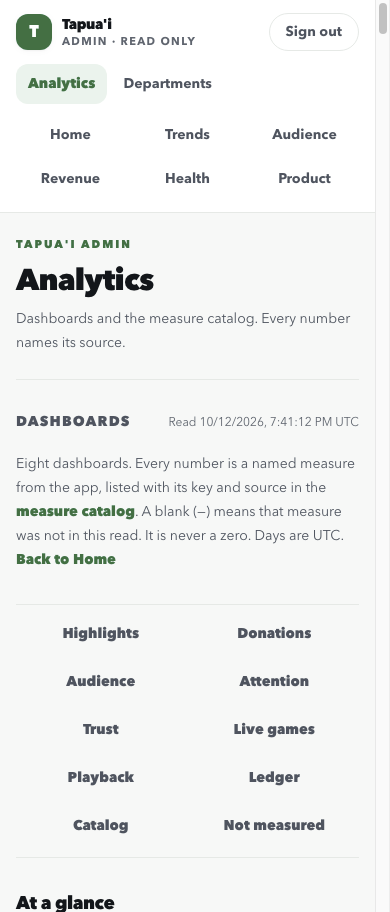 T
Tapua'i
ADMIN · READ ONLY
Sign out
Analytics
Departments
Home
Trends
Audience
Revenue
Health
Product
TAPUA'I ADMIN
Analytics
Dashboards and the measure catalog. Every number
names its source.
DASHBOARDS
Read 10/12/2026, 7:41:12 PM UTC
Eight dashboards. Every number is a named measure
from the app, listed with its key and source in the
measure catalog. A blank (—) means that measure
was not in this read. It is never a zero. Days are UTC.
Back to Home
Highlights
Donations
Audience
Attention
Trust
Live games
Playback
Ledger
Catalog
Not measured
At a glance